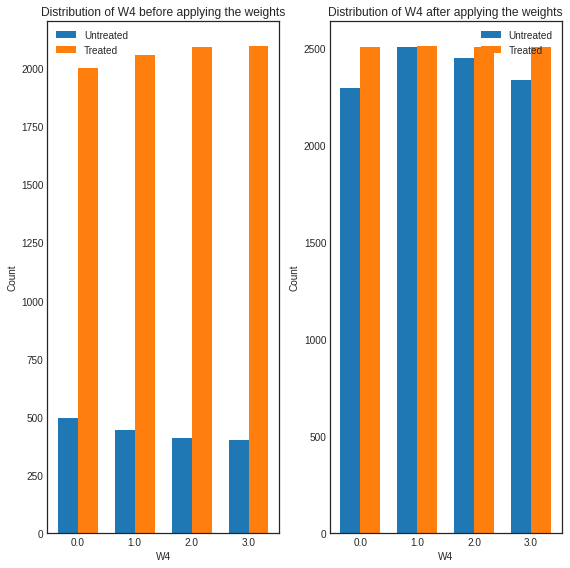 Distribution of W4 before applying the weights
Untreated
Treated
2000
1750
1500
1250
1000
750
500
250
0
Count
0.0 1.0 2.0 3.0
W4
Distribution of W4 after applying the weights
Untreated
Treated
2500
2000
1500
1000
500
0
Count
0.0 1.0 2.0 3.0
W4